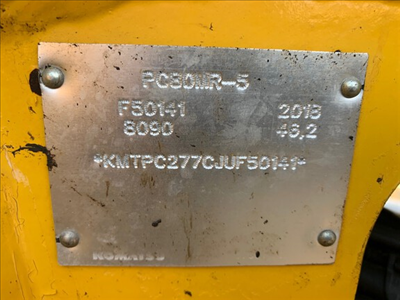 PC80MR-5
F50141 2018
8090 46,2
*KMTPC277CJUF50141*
KOMATSU